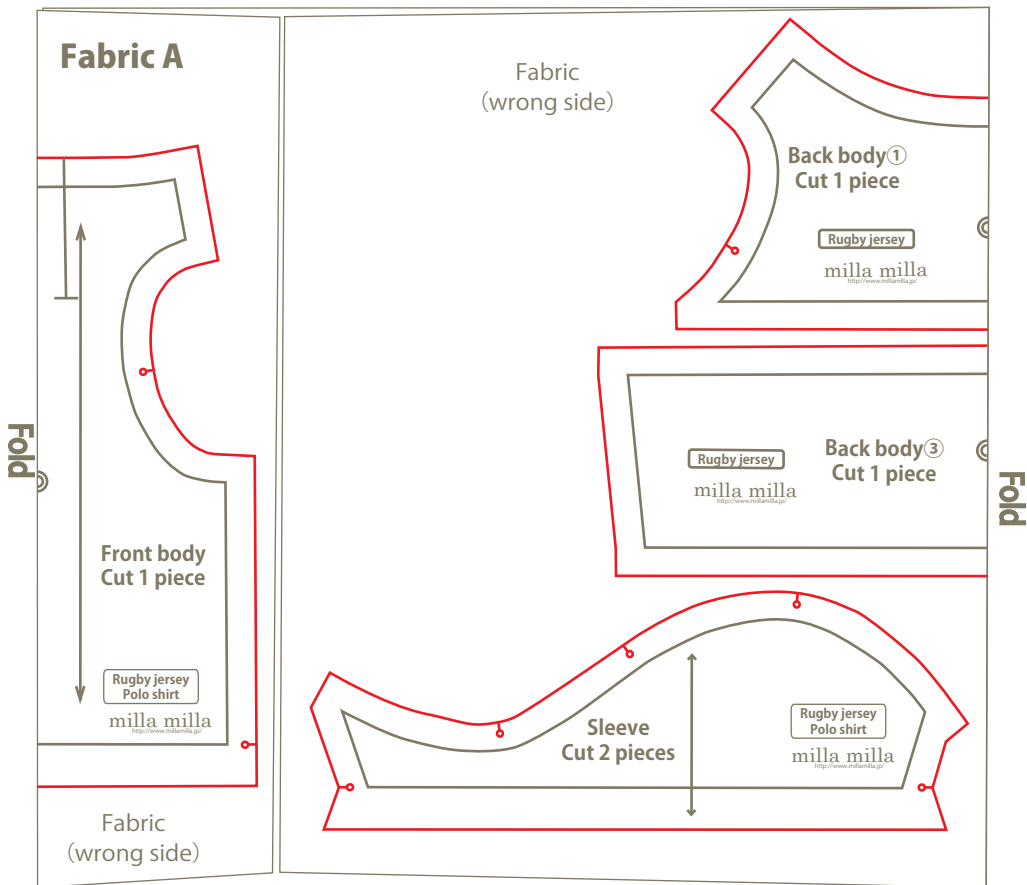 Fabric A
Fabric
(wrong side)
Back body①
Cut 1 piece
Rugby jersey
milla milla
http://www.millamilla.jp/
Fold
Back body③
Cut 1 piece
Rugby jersey
milla milla
http://www.millamilla.jp/
Fold
Front body
Cut 1 piece
Rugby jersey
Polo shirt
milla milla
http://www.millamilla.jp/
Sleeve
Cut 2 pieces
Rugby jersey
Polo shirt
milla milla
http://www.millamilla.jp/
Fabric
(wrong side)